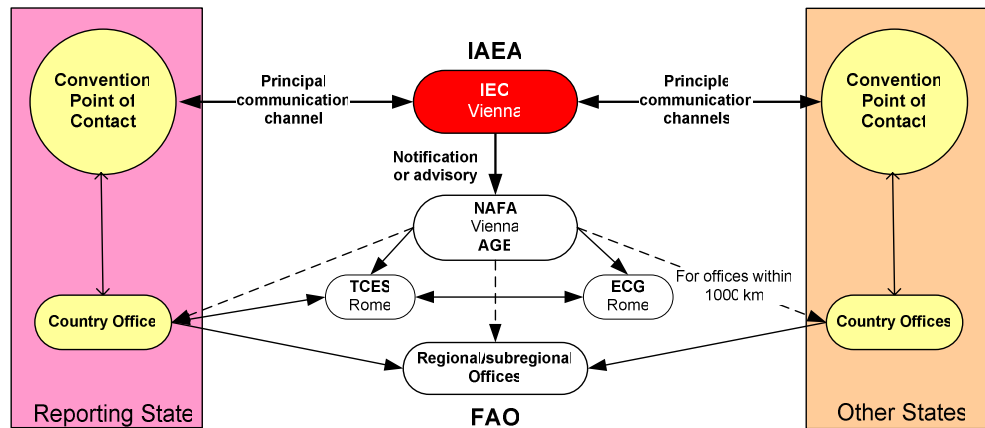 IAEA
Convention
Point of
Contact
Principal
communication
channel
IEC
Vienna
Principle
communication
channels
Convention
Point of
Contact
Notification
or advisory
NAFA
Vienna
AGE
TCES
Rome
ECG
Rome
For offices within
1000 km
Country Office
Country Offices
Regional/subregional
Offices
Reporting State
FAO
Other States